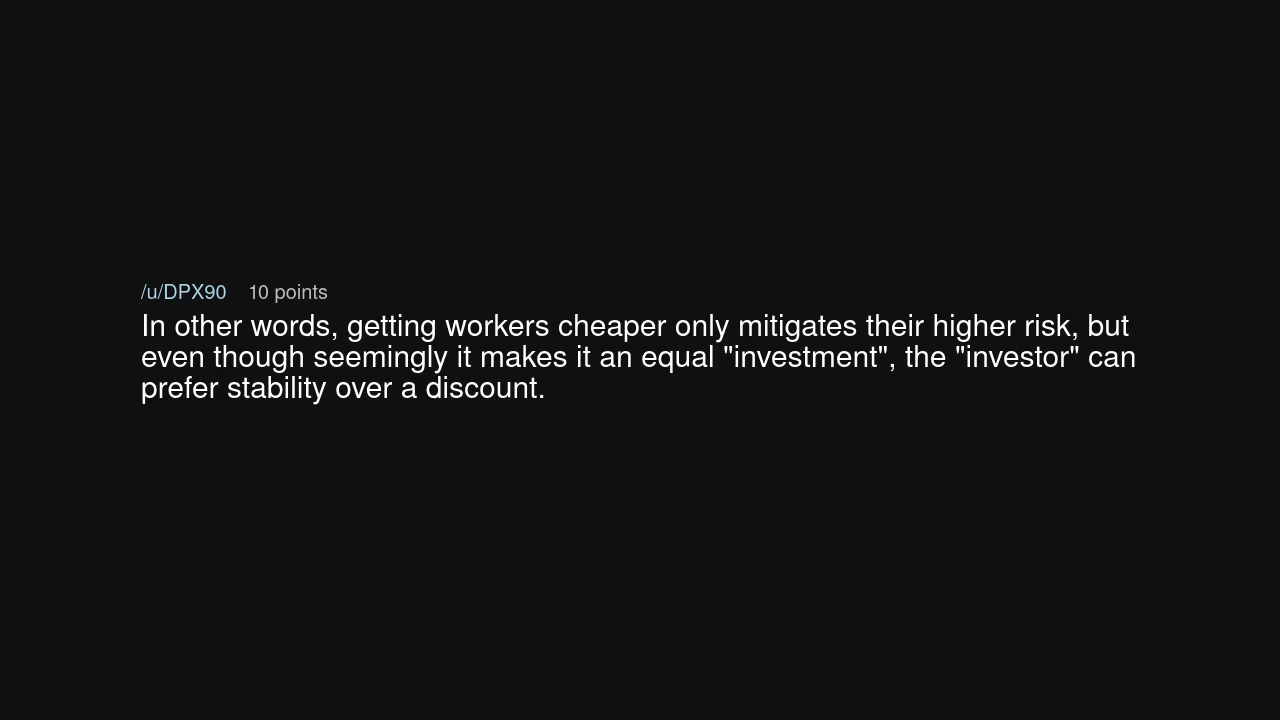 /u/DPX90 10 points
In other words, getting workers cheaper only mitigates their higher risk, but
even though seemingly it makes it an equal "investment", the "investor" can
prefer stability over a discount.